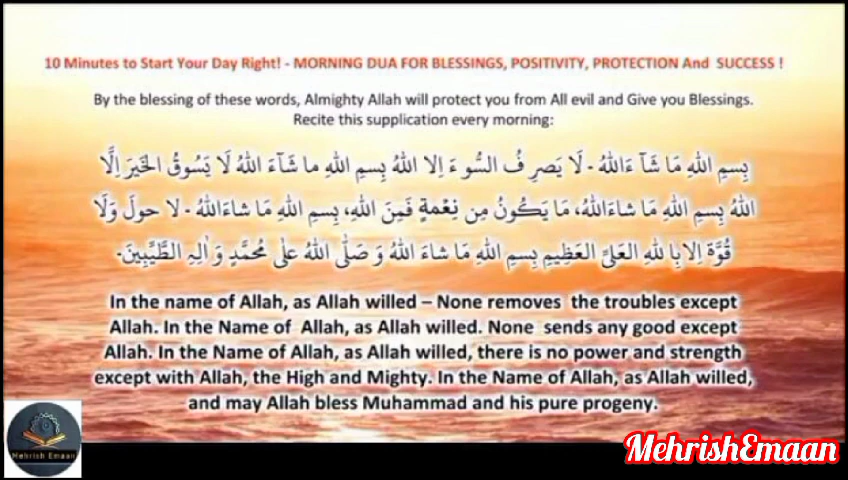 10 Minutes to Start Your Day Right! - MORNING DUA FOR BLESSINGS, POSITIVITY, PROTECTION And SUCCESS !
By the blessing of these words, Almighty Allah will protect you from All evil and Give you Blessings.
Recite this supplication every morning:
بِسمِ اللهِ مَا شَآ ءَاللهُ - لَا يَصرِ فُ السُّو ءَ اِلا اللهُ بِسمِ اللهِ ما شَآءَ اللهُ لَا يَسُوقُ الخَيرَ اِلَّا
اللهُ بِسمِ اللهِ مَا شاءَاللهُ، مَا يَكُونُ مِن نِعْمةٍ فَمِنَ اللهِ، بِسمِ اللهِ مَا شاءَاللهُ - لا حولَ وَلَا
قُوَّة اِلابِا للهِ العَليِّ العَظِيمِ بِسمِ اللهِ مَا شاءَ اللهُ وَ صَلَّى اللهُ عَلٰى مُحَمَّدٍ وَ اٰلِهِ الطَّيِّبِينَ-
In the name of Allah, as Allah willed – None removes the troubles except
Allah. In the Name of Allah, as Allah willed. None sends any good except
Allah. In the Name of Allah, as Allah willed, there is no power and strength
except with Allah, the High and Mighty. In the Name of Allah, as Allah willed,
and may Allah bless Muhammad and his pure progeny.
Mehrish Emaan
MehrishEmaan